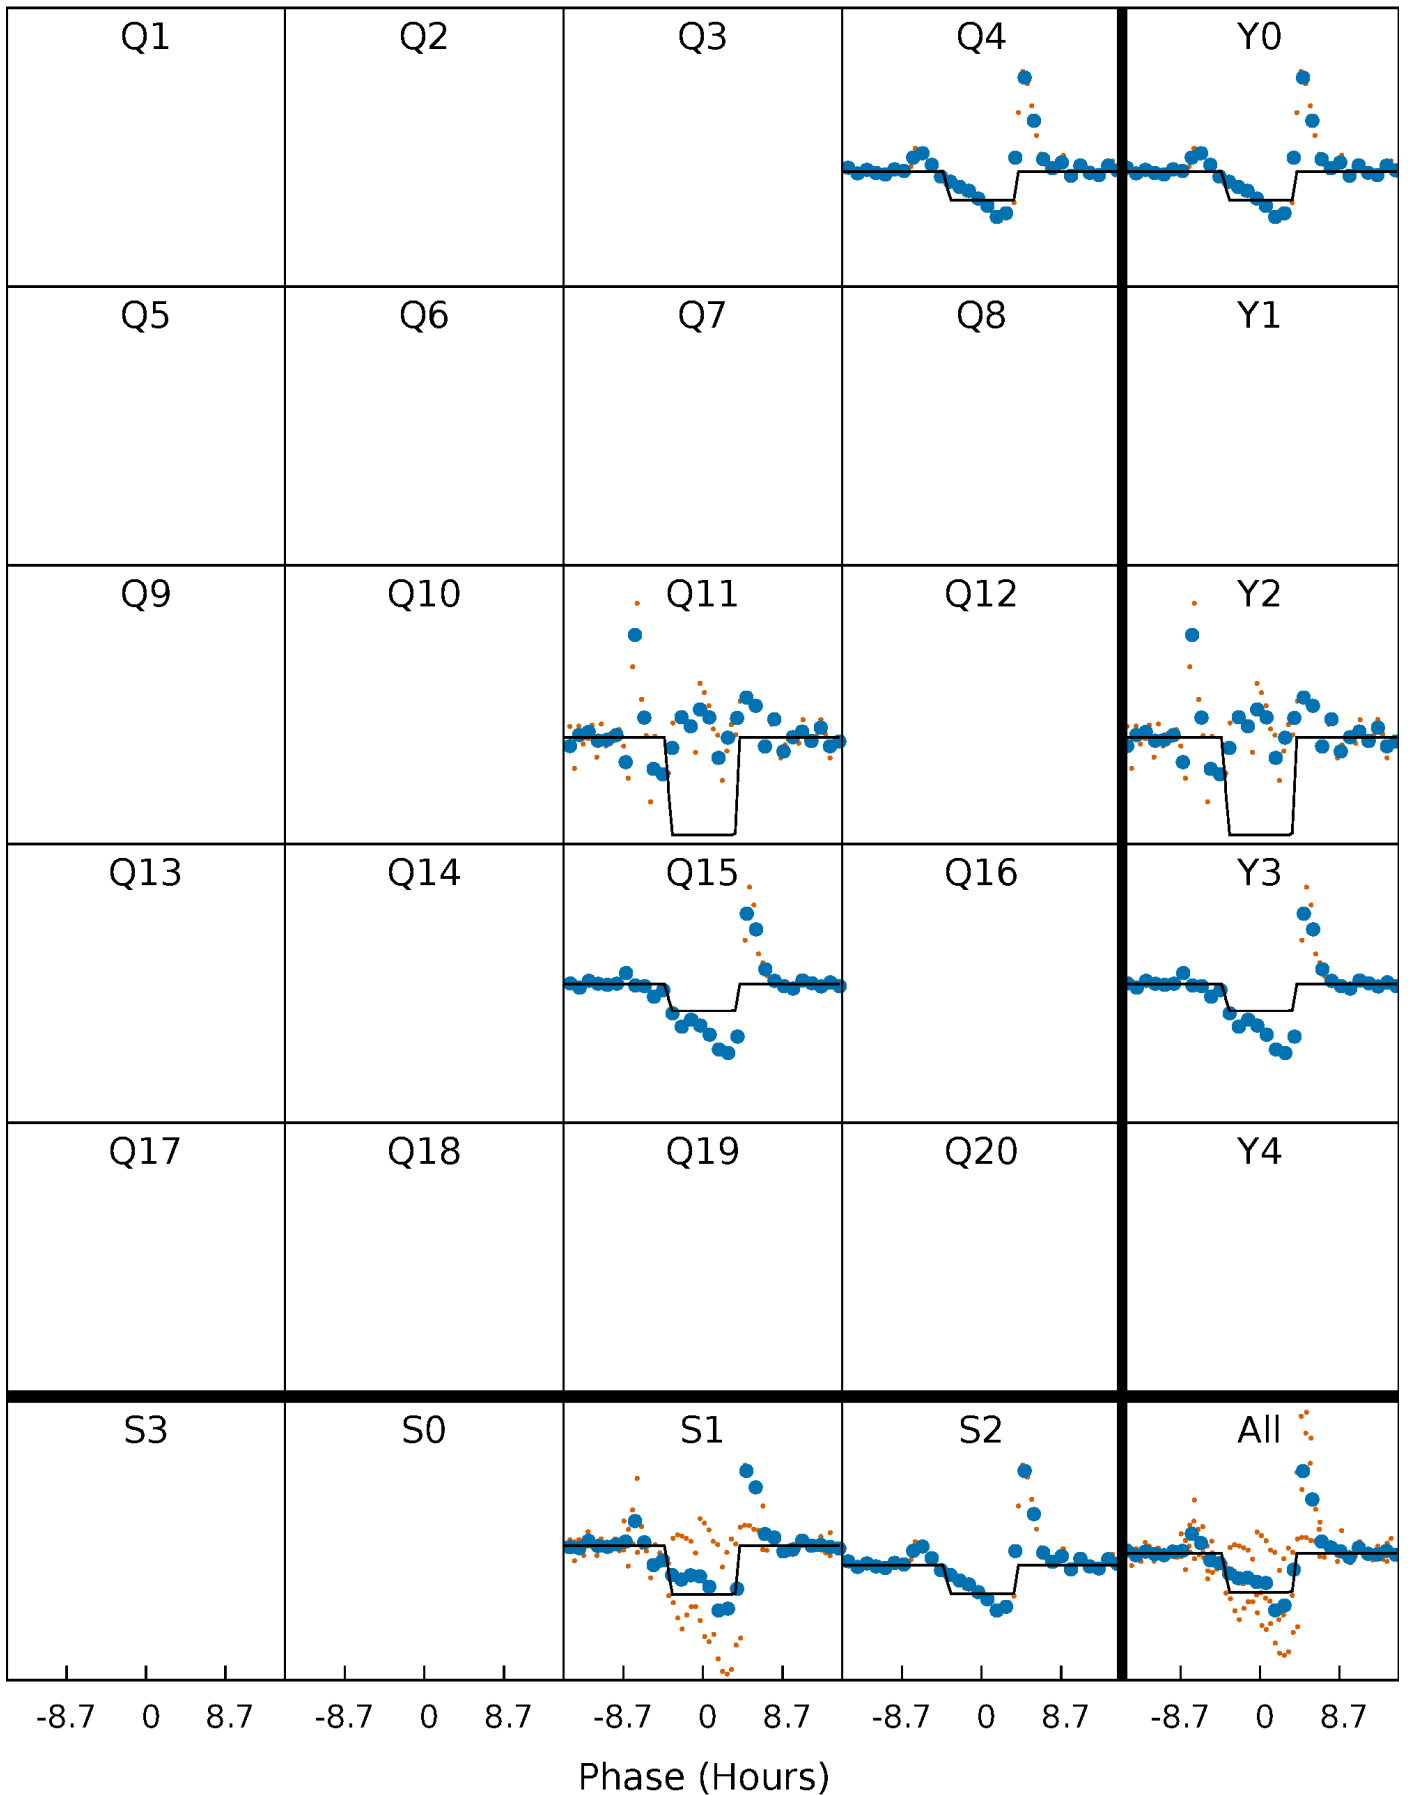 Q1 Q2 Q3 Q4 Y0
Q5 Q6 Q7 Q8 Y1
Q9 Q10 Q11 Q12 Y2
Q13 Q14 Q15 Q16 Y3
Q17 Q18 Q19 Q20 Y4
S3 S0 S1 S2 All
-8.7 0 8.7 -8.7 0 8.7 -8.7 0 8.7 -8.7 0 8.7 -8.7 0 8.7
Phase (Hours)